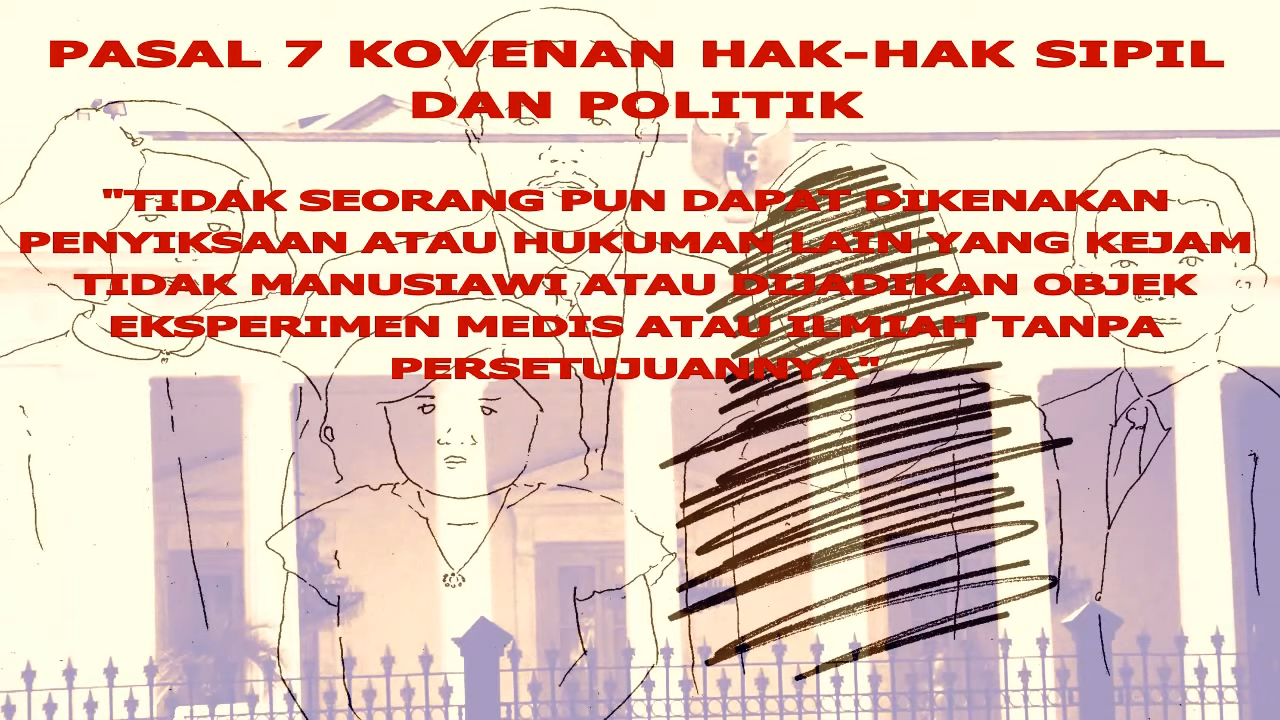 PASAL 7 KOVENAN HAK-HAK SIPIL
DAN POLITIK
"TIDAK SEORANG PUN DAPAT DIKENAKAN
PENYIKSAAN ATAU HUKUMAN LAIN YANG KEJAM
TIDAK MANUSIAWI ATAU DIJADIKAN OBJEK
EKSPERIMEN MEDIS ATAU ILMIAH TANPA
PERSETUJUANNYA"